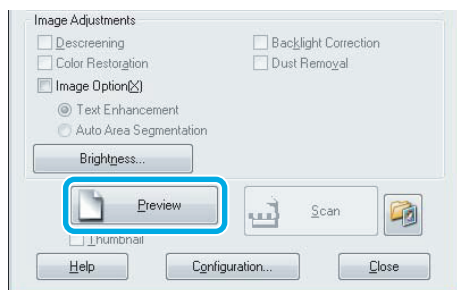 Image Adjustments
Descreening Backlight Correction
Color Restoration Dust Removal
Image Option(X)
Text Enhancement
Auto Area Segmentation
Brightness...
Preview Scan
Thumbnail
Help Configuration... Close